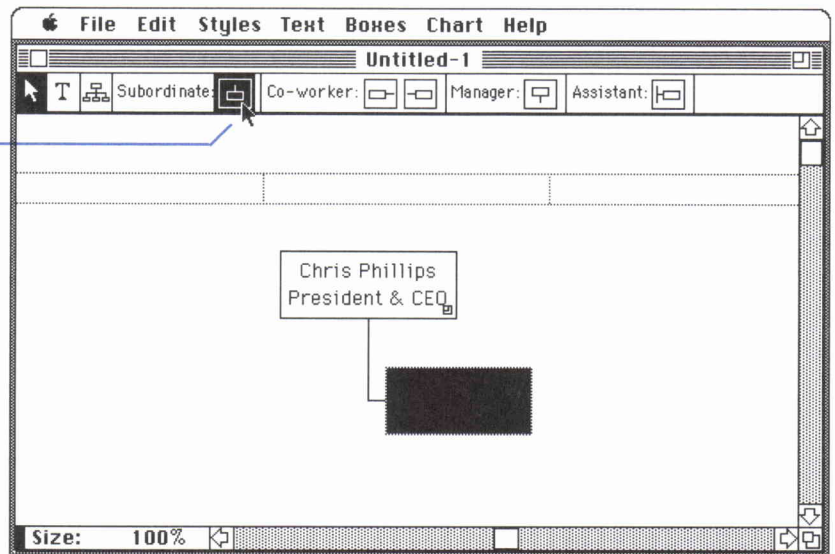 File Edit Styles Text Boxes Chart Help
Untitled-1
T Subordinate: Co-worker: Manager: Assistant:
Chris Phillips
President & CEO
Size: 100%